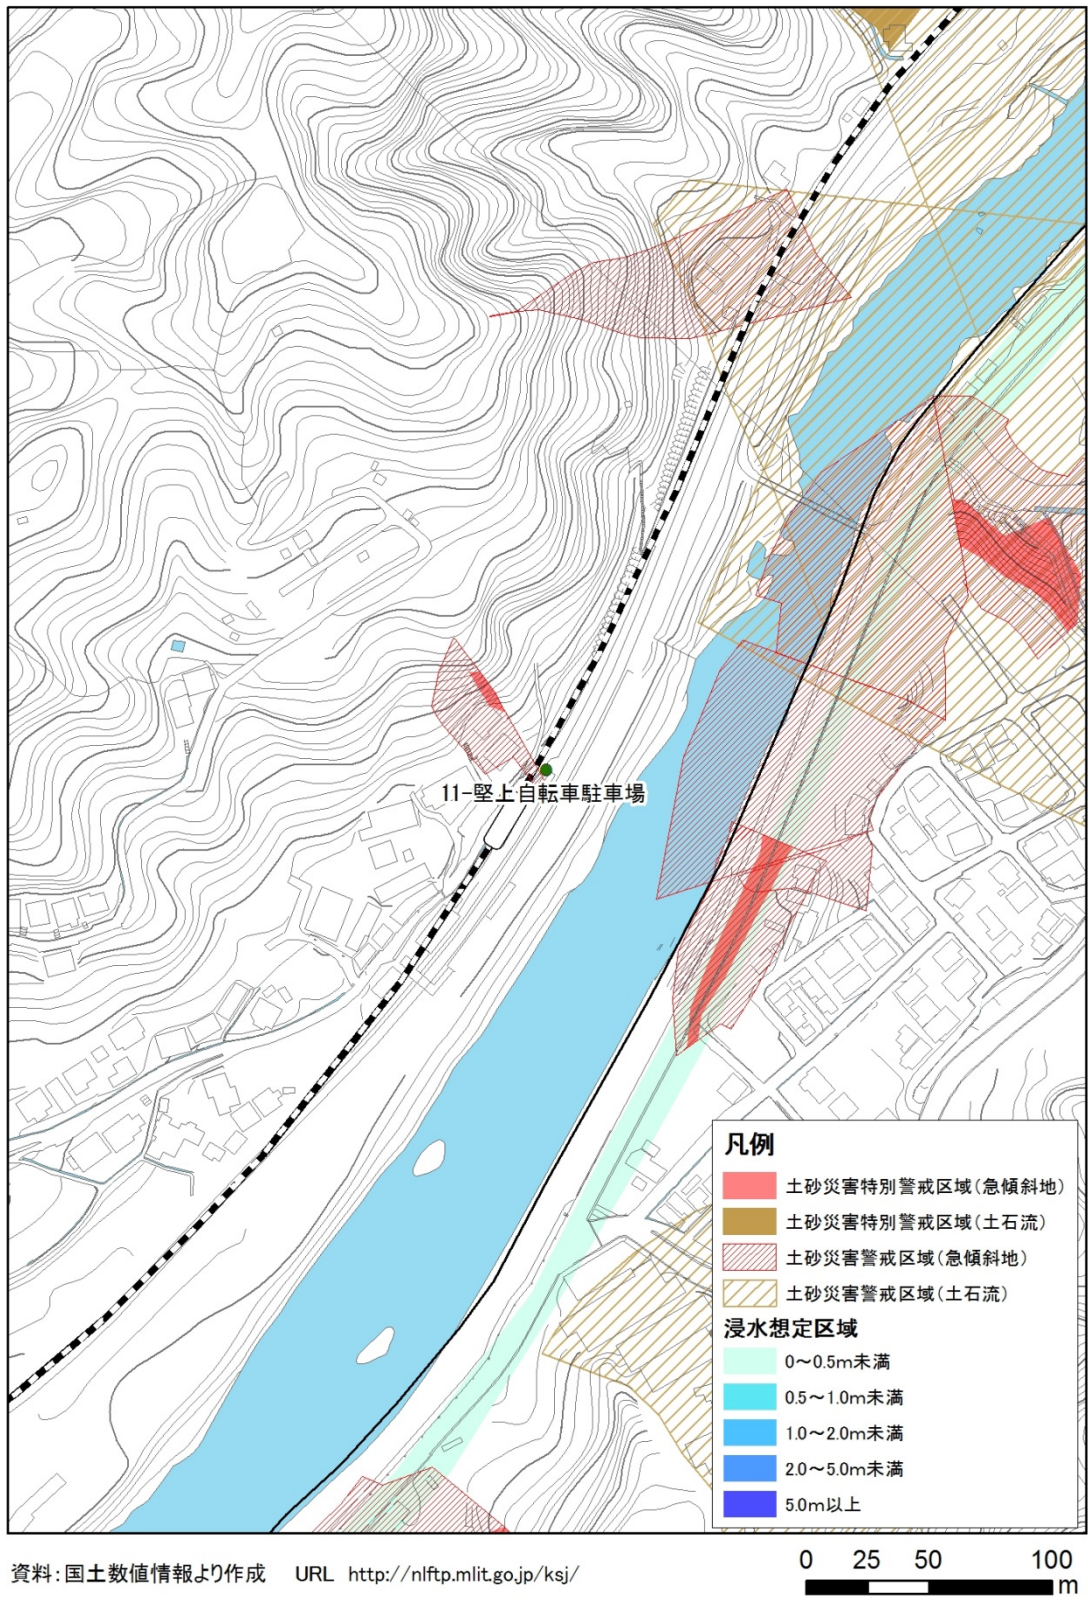 11-堅上自転車駐車場
凡例
土砂災害特別警戒区域(急傾斜地)
土砂災害特別警戒区域(土石流)
土砂災害警戒区域(急傾斜地)
土砂災害警戒区域(土石流)
浸水想定区域
0～0.5m未満
0.5～1.0m未満
1.0～2.0m未満
2.0～5.0m未満
5.0m以上
資料:国土数値情報より作成 URL http://nlftp.mlit.go.jp/ksj/
0 25 50 100
m